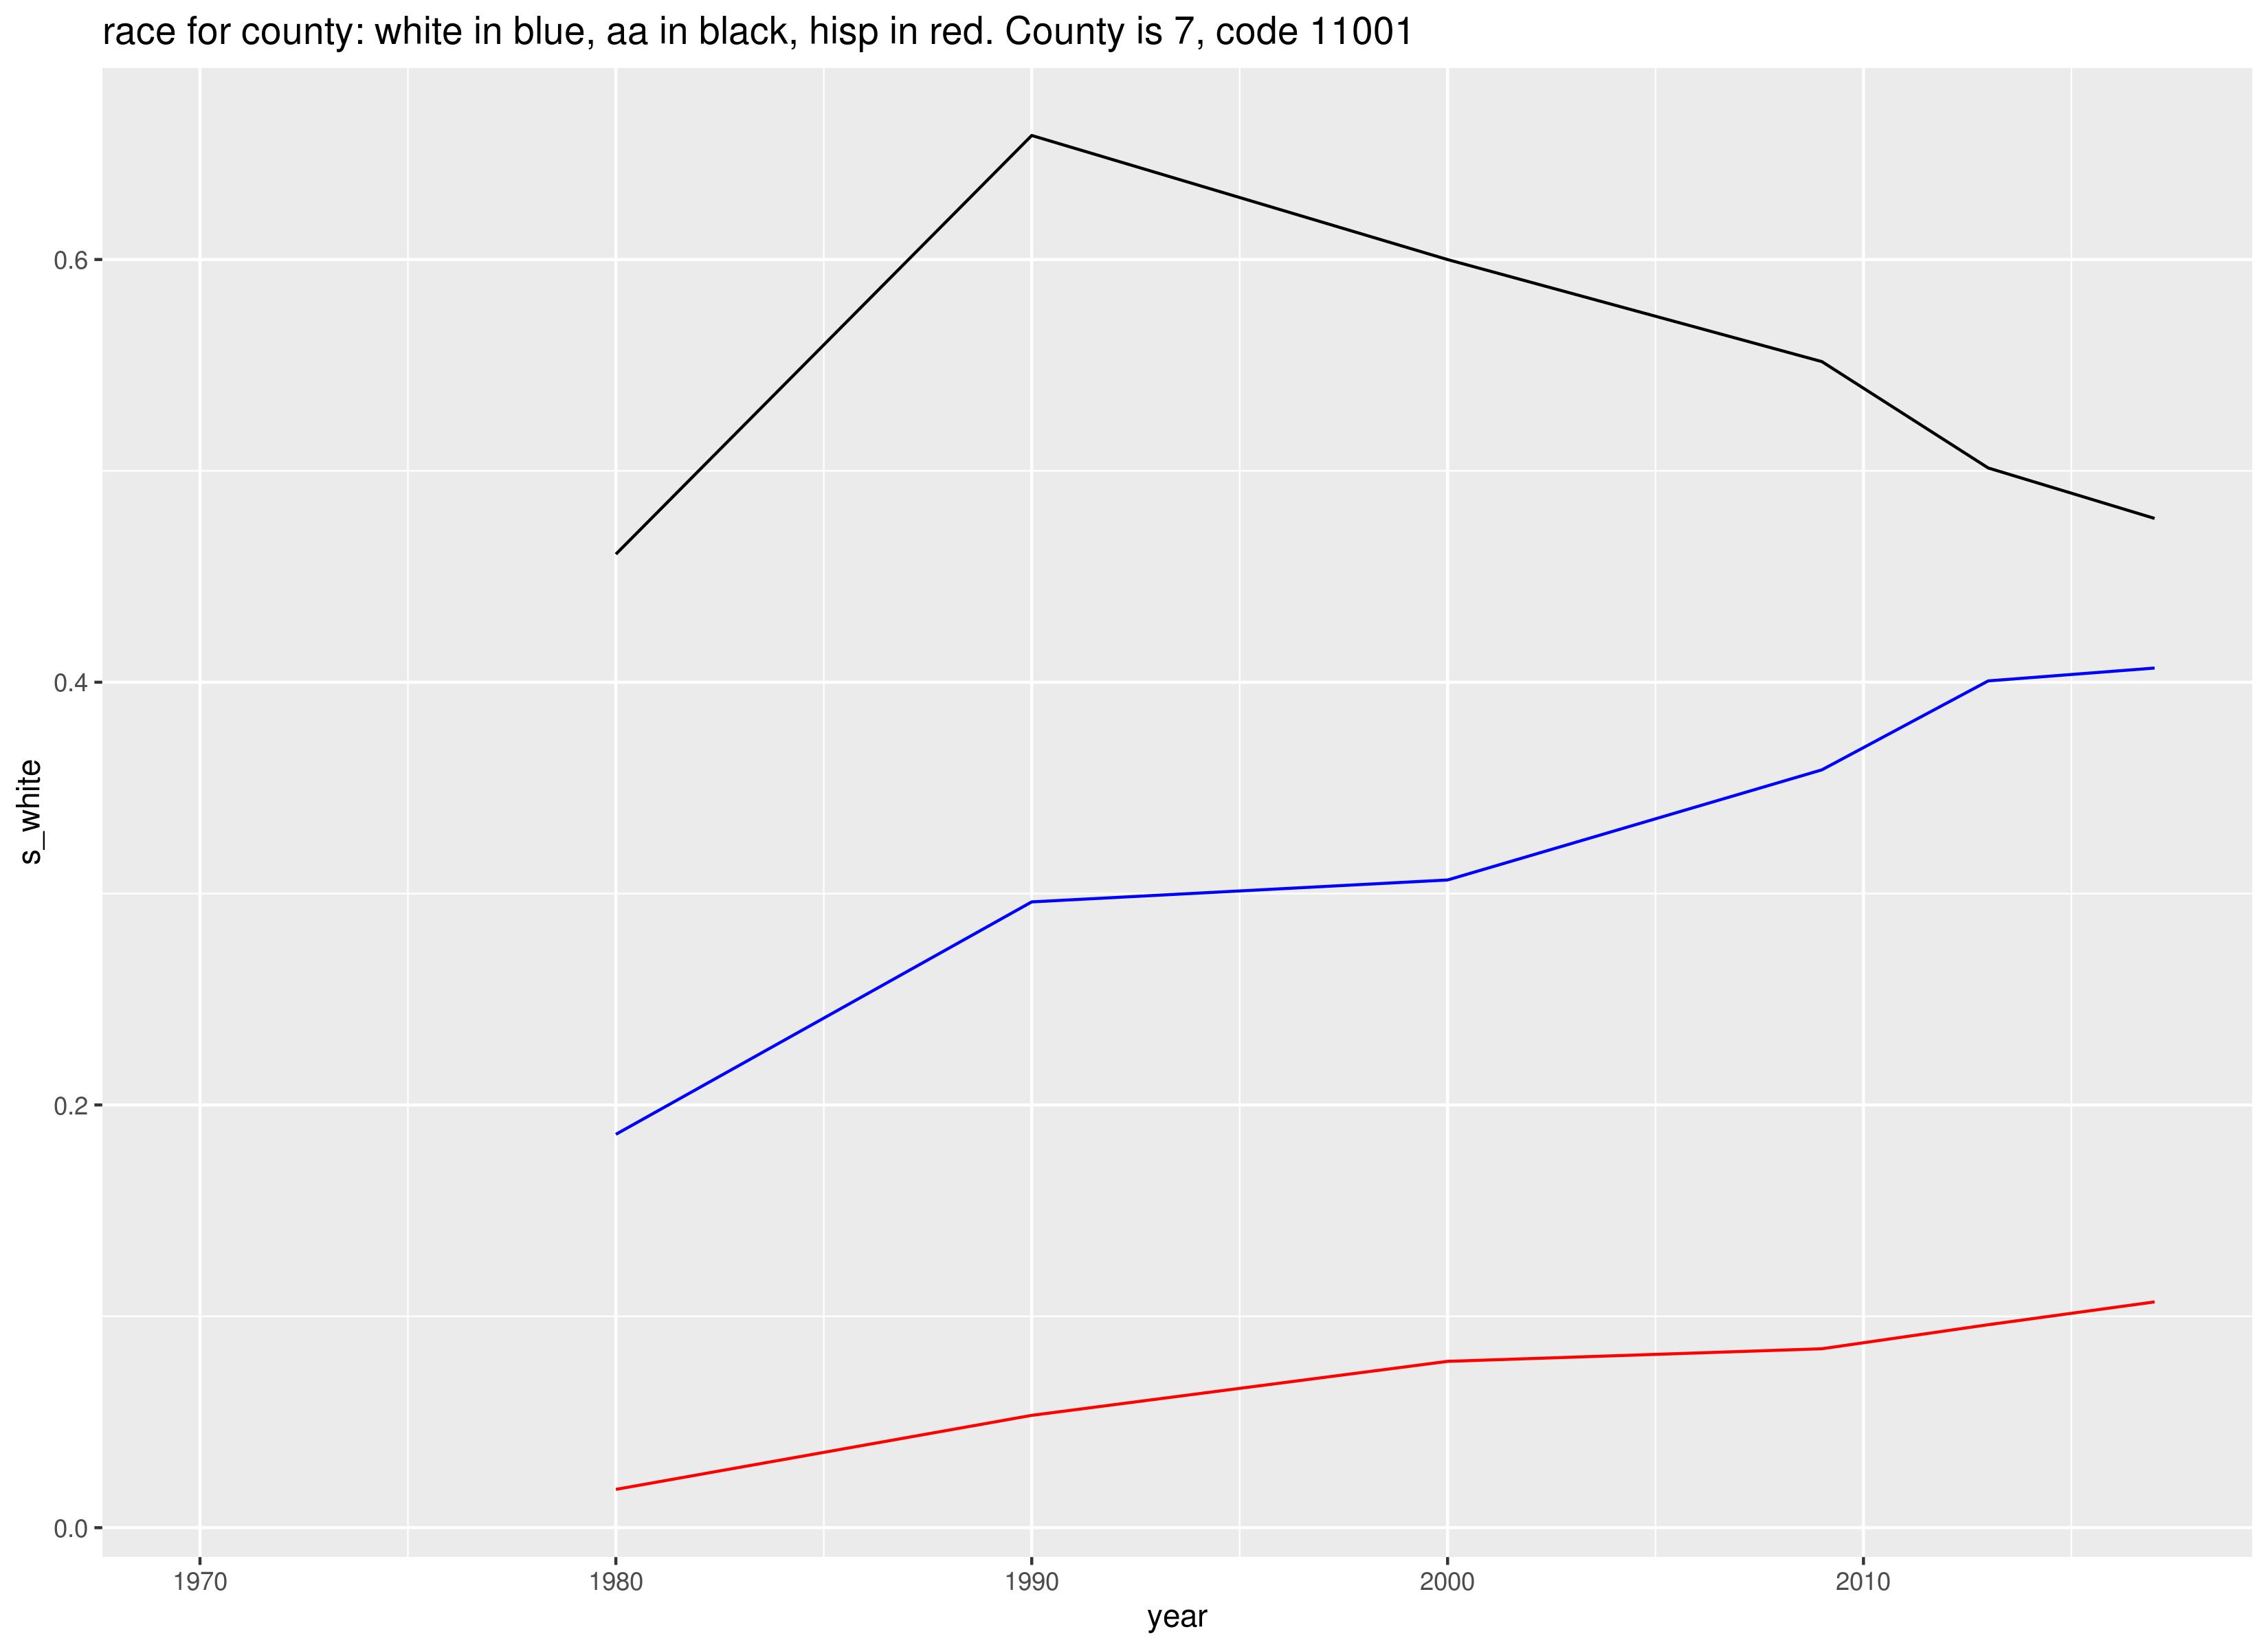 race for county: white in blue, aa in black, hisp in red. County is 7, code 11001
0.6
0.4
0.2
0.0
s_white
1970 1980 1990 2000 2010
year